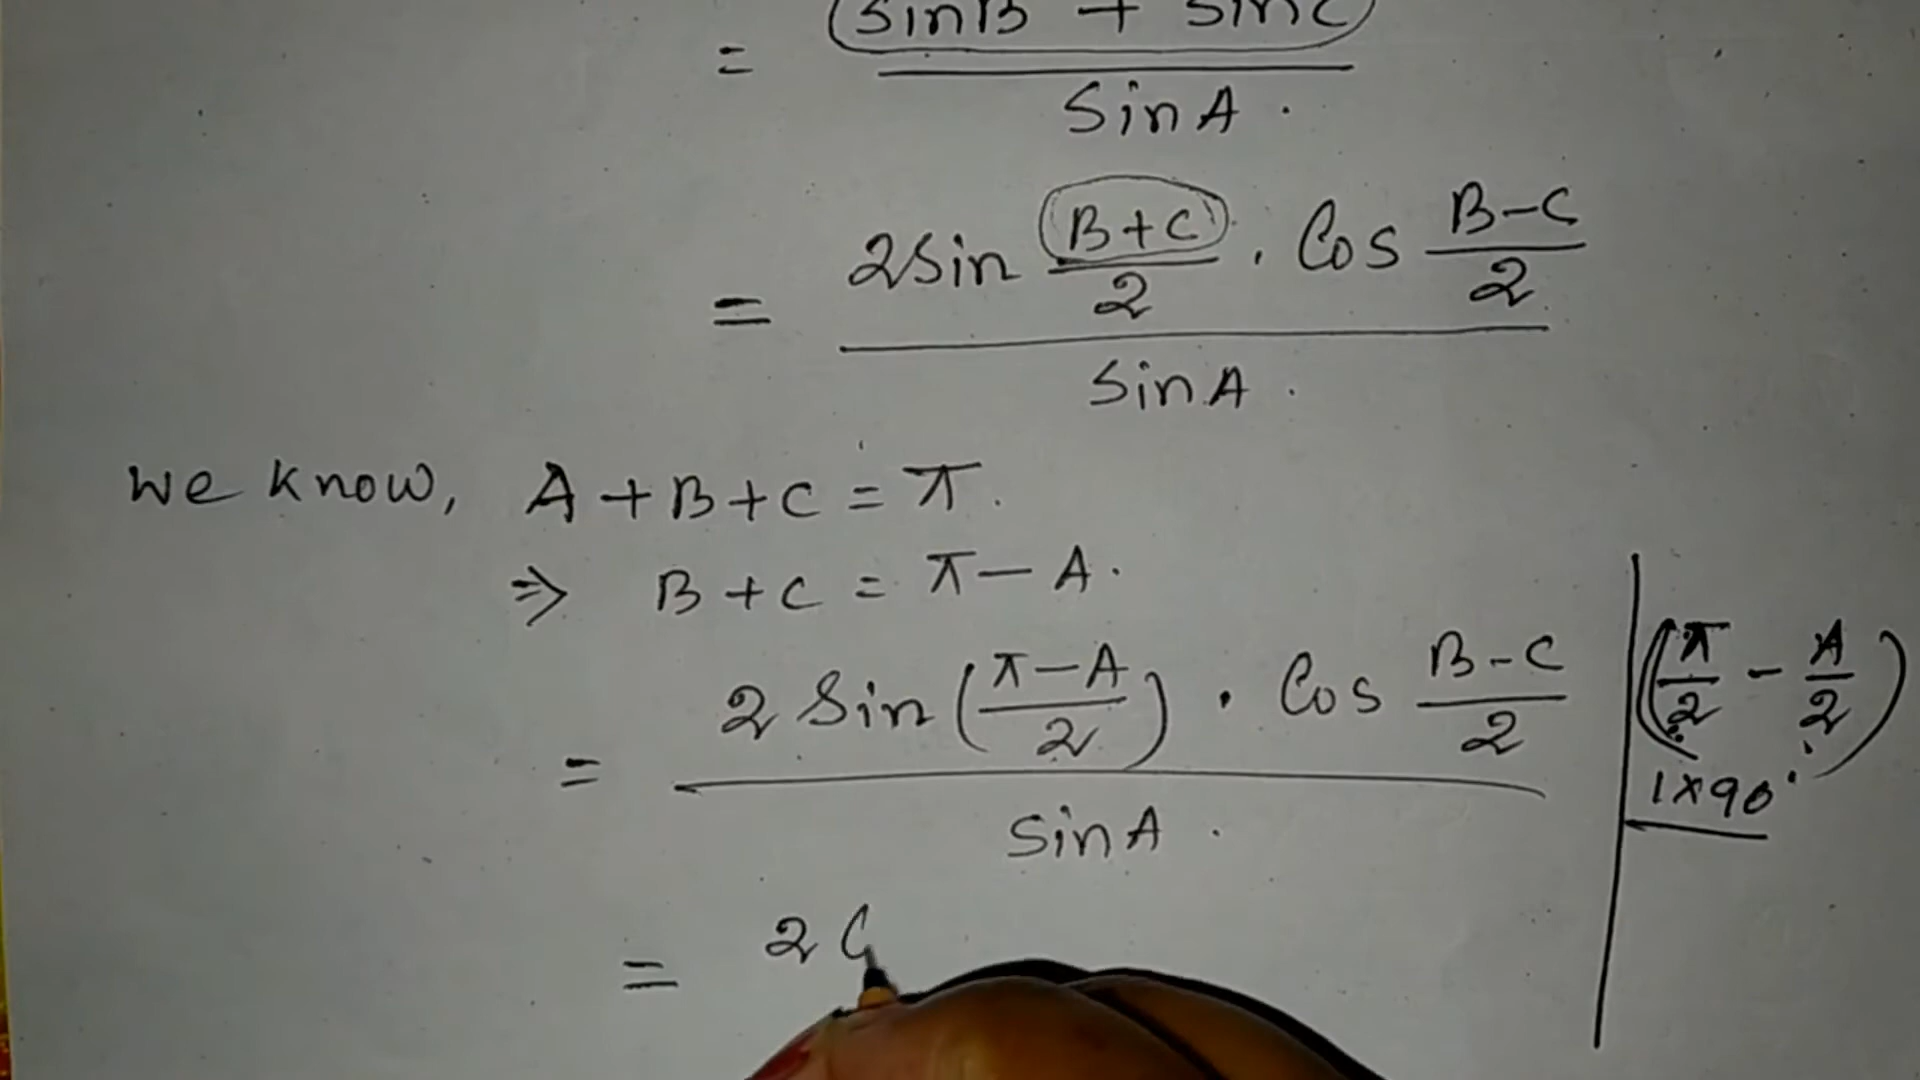 = (sinB + sinC) / SinA.
= 2sin (B+C)/2 . Cos B-C/2 / SinA.
We know, A+B+C = π.
⇒ B+C = π-A.
= 2 Sin (π-A/2) . Cos B-C/2 / SinA.
(π/2 - A/2)
1×90°
= 2 C